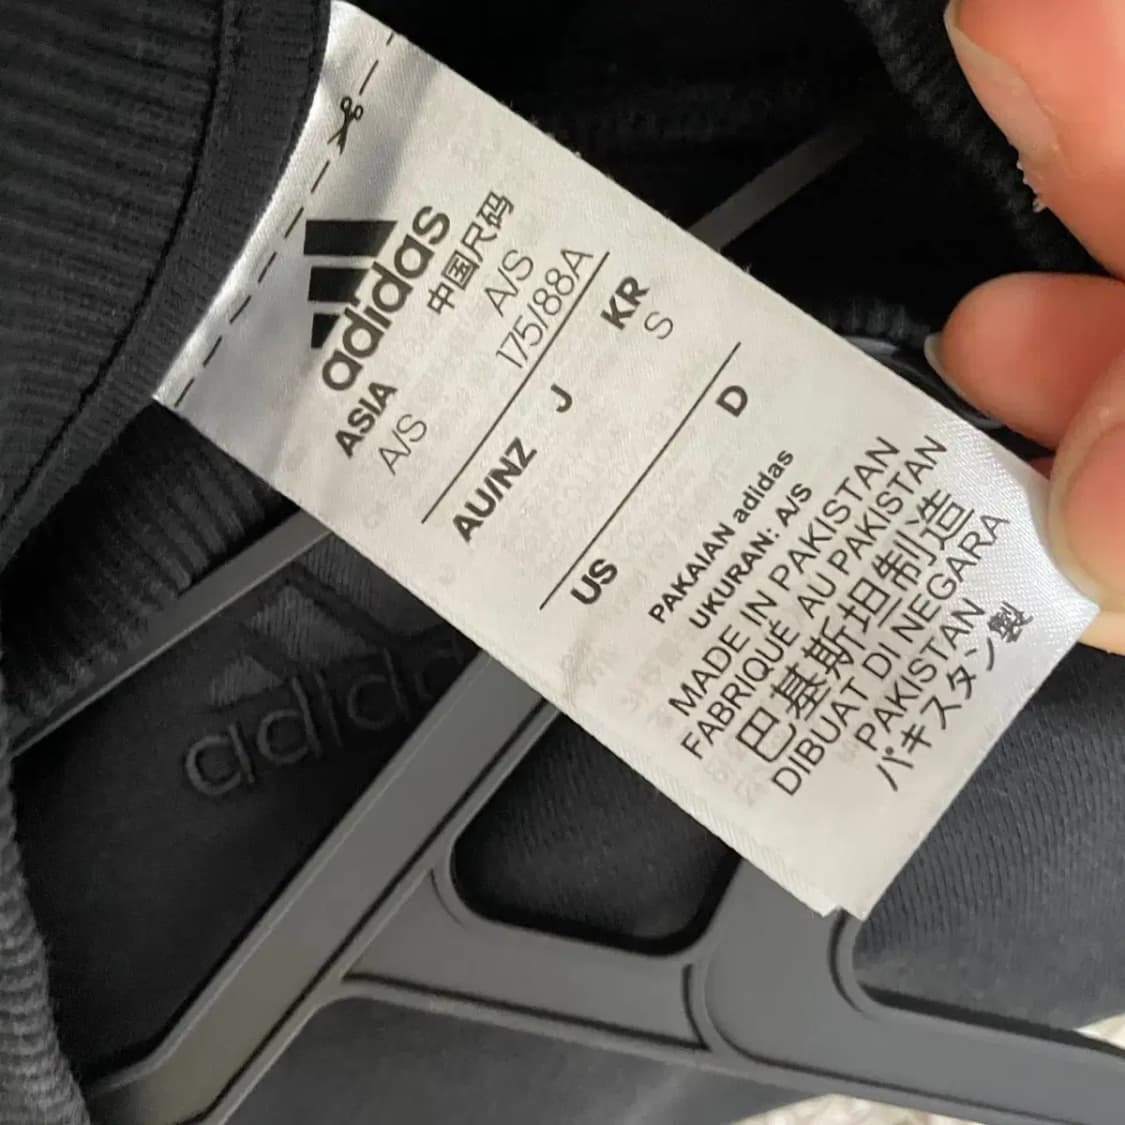 adidas
ASIA
A/S
中国尺码
A/S
175/88A
AU/NZ
J
KR
S
US
D
PAKAIAN adidas
UKURAN: A/S
MADE IN PAKISTAN
FABRIQUÉ AU PAKISTAN
巴基斯坦制造
DIBUAT DI NEGARA
PAKISTAN
パキスタン製
adidas